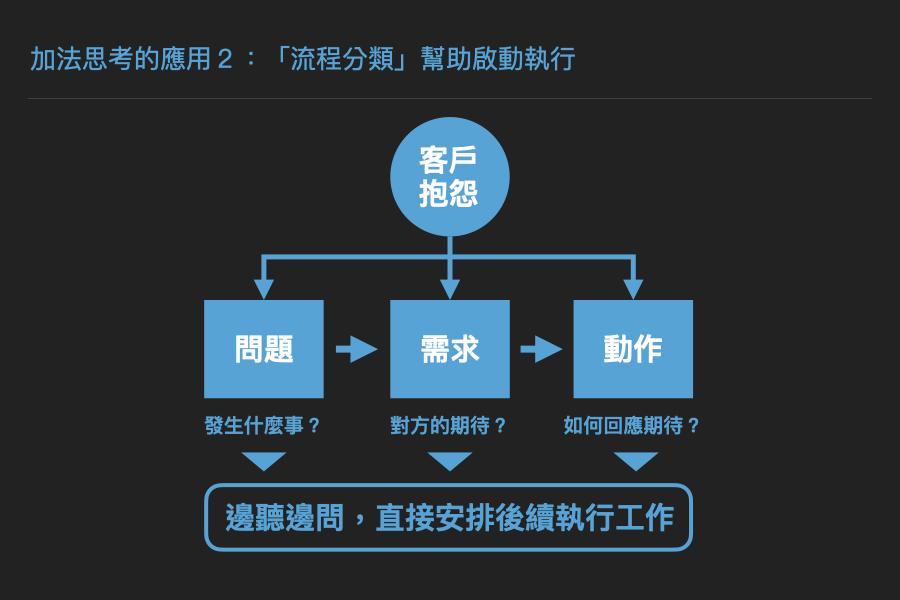 加法思考的應用 2 ：「流程分類」幫助啟動執行
客戶
抱怨
問題
需求
動作
發生什麼事？
對方的期待？
如何回應期待？
邊聽邊問，直接安排後續執行工作